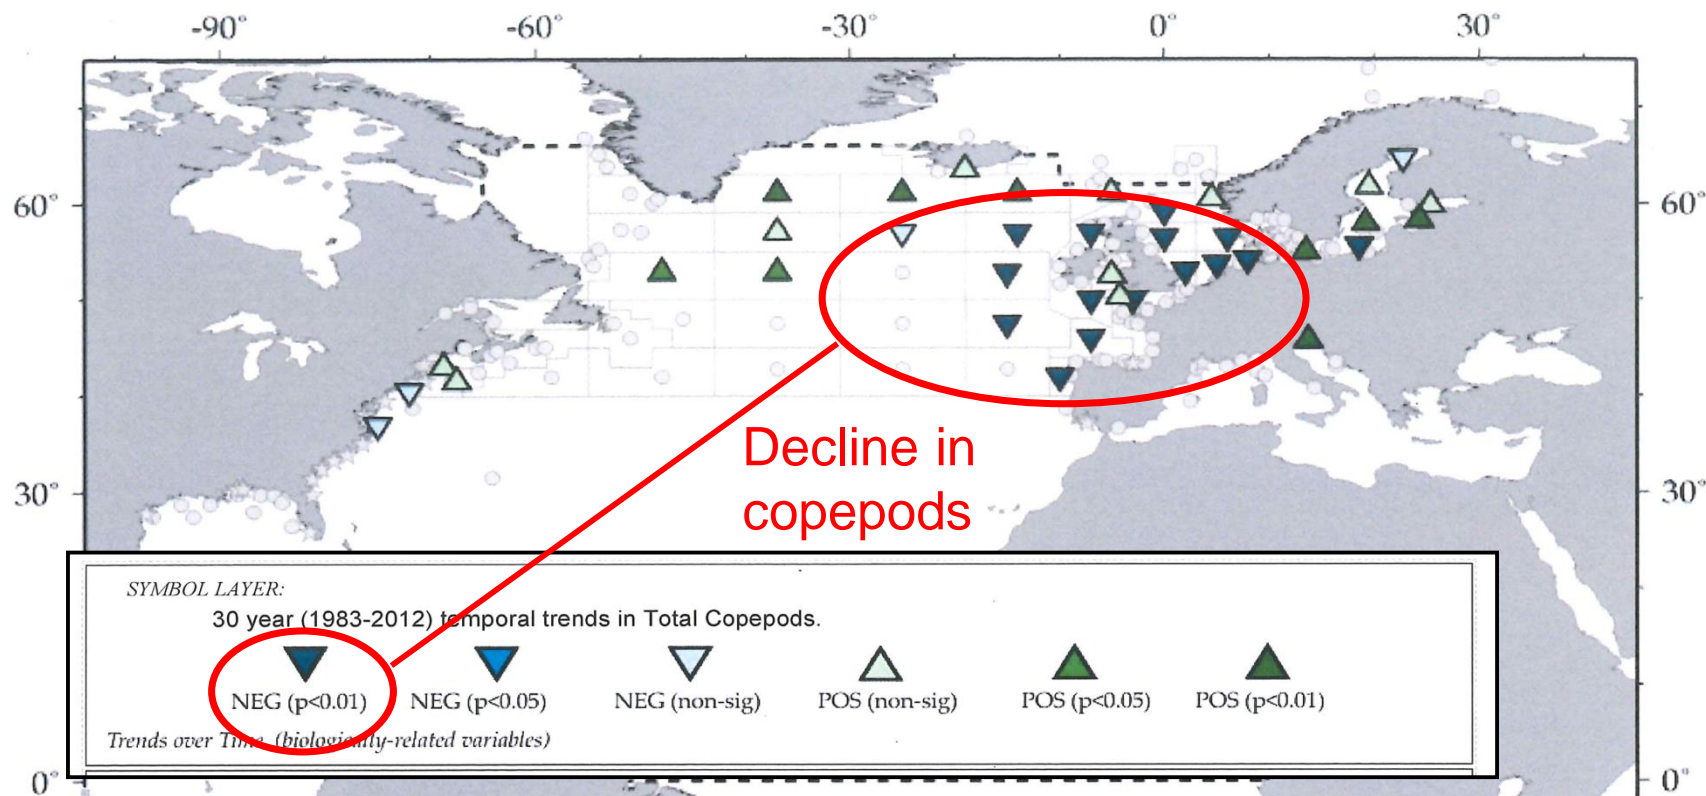 -90° -60° -30° 0° 30°
60° 60°
Decline in
copepods
30° 30°
SYMBOL LAYER:
30 year (1983-2012) temporal trends in Total Copepods.
NEG (p<0.01) NEG (p<0.05) NEG (non-sig) POS (non-sig) POS (p<0.05) POS (p<0.01)
Trends over Time (biologically-related variables)
0° 0°